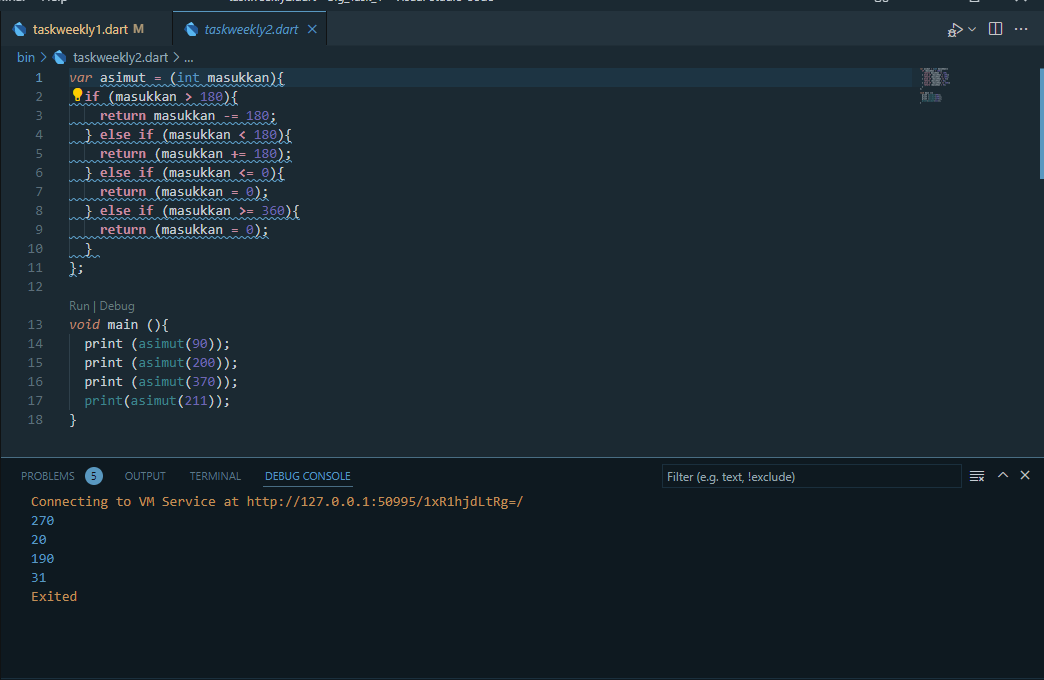 taskweekly1.dart M taskweekly2.dart
bin > taskweekly2.dart > ...
1 var asimut = (int masukkan){
2 if (masukkan > 180){
3 return masukkan -= 180;
4 } else if (masukkan < 180){
5 return (masukkan += 180);
6 } else if (masukkan <= 0){
7 return (masukkan = 0);
8 } else if (masukkan >= 360){
9 return (masukkan = 0);
10 }
11 };
12
Run | Debug
13 void main (){
14 print (asimut(90));
15 print (asimut(200));
16 print (asimut(370));
17 print(asimut(211));
18 }
PROBLEMS 5 OUTPUT TERMINAL DEBUG CONSOLE Filter (e.g. text, !exclude)
Connecting to VM Service at http://127.0.0.1:50995/1xR1hjdLtRg=/
270
20
190
31
Exited